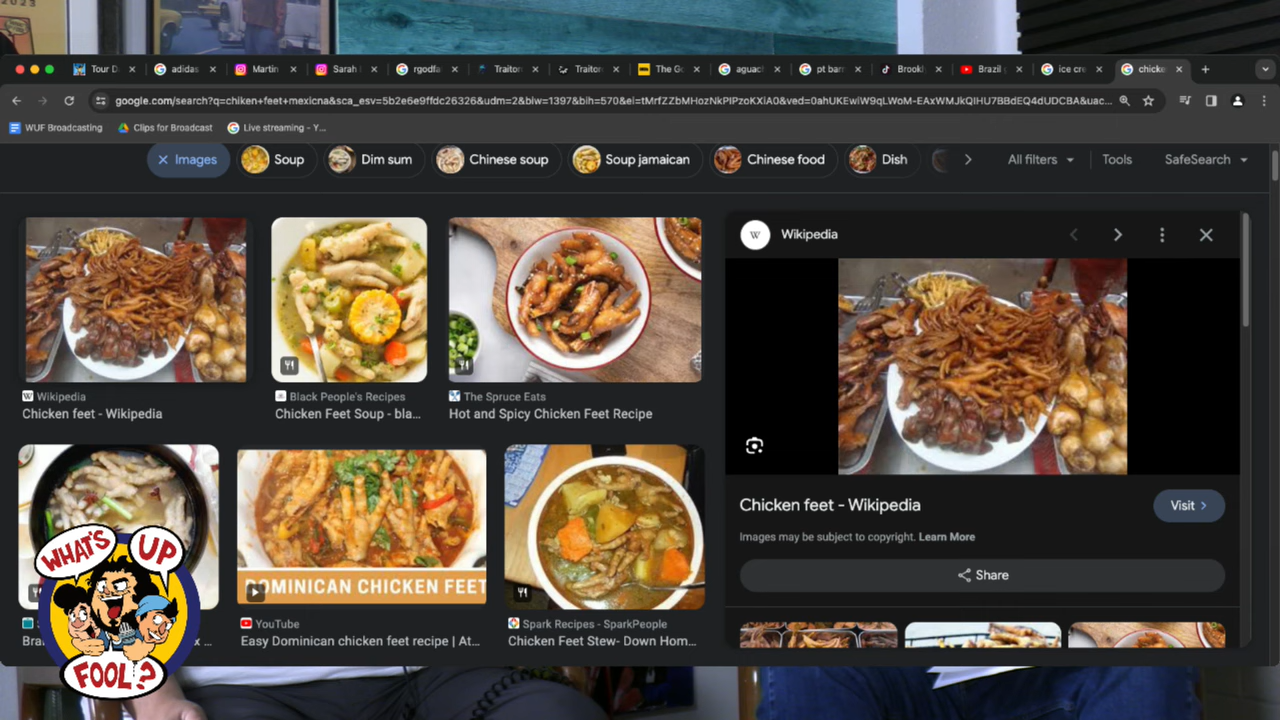 2023
Tour D
adidas
Martin
Sarah
rgodfa
Traitor
Traitor
The Go
aguac
pt bar
Brookl
Brazil
ice cre
chicke
google.com/search?q=chiken+feet+mexicna&sca_esv=5b2e6e9ffdc26326&udm=2&biw=1397&bih=570&ei=tMrfZZbMHozNkPIPzoKXiA0&ved=0ahUKEwiW9qLWoM-EAxWMJkQIHU7BBdEQ4dUDCBA&uac...
WUF Broadcasting
Clips for Broadcast
Live streaming - Y...
Images
Soup
Dim sum
Chinese soup
Soup jamaican
Chinese food
Dish
All filters
Tools
SafeSearch
Wikipedia
Chicken feet - Wikipedia
Black People's Recipes
Chicken Feet Soup - bla...
The Spruce Eats
Hot and Spicy Chicken Feet Recipe
W
Wikipedia
Chicken feet - Wikipedia
Visit
Images may be subject to copyright. Learn More
Share
DOMINICAN CHICKEN FEET
YouTube
Easy Dominican chicken feet recipe | At...
Spark Recipes - SparkPeople
Chicken Feet Stew- Down Hom...
WHAT'S
UP
FOOL?